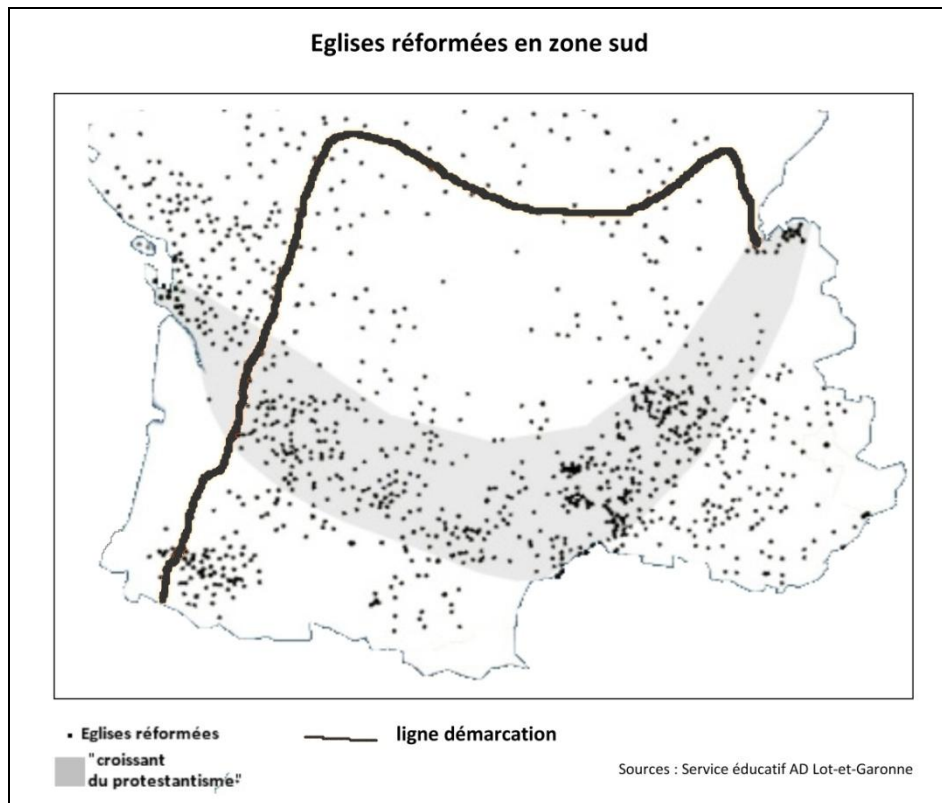 Eglises réformées en zone sud
Eglises réformées
ligne démarcation
"croissant
du protestantisme"
Sources : Service éducatif AD Lot-et-Garonne